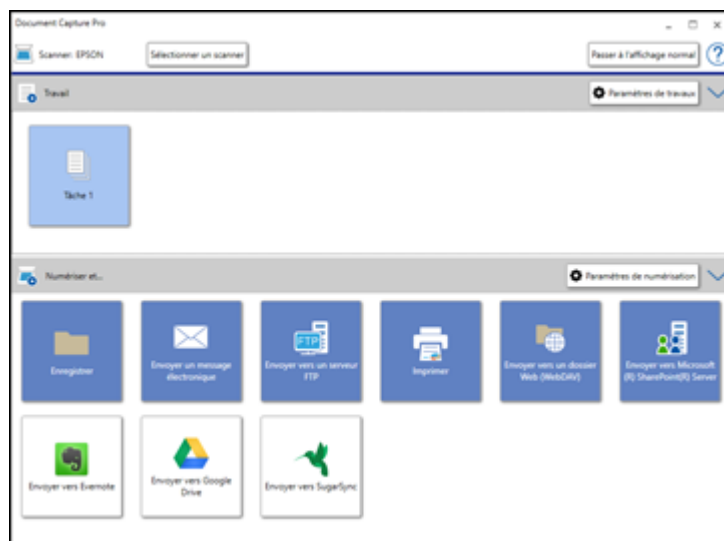 Document Capture Pro
Scanner: EPSON
Sélectionner un scanner
Passer à l'affichage normal
?
Travail
Paramètres de travaux
Tâche 1
Numériser et...
Paramètres de numérisation
Enregistrer
Envoyer un message
électronique
FTP
Envoyer vers un serveur
FTP
Imprimer
Envoyer vers un dossier
Web (WebDAV)
Envoyer vers Microsoft
(R) SharePoint(R) Server
Envoyer vers Evernote
Envoyer vers Google
Drive
Envoyer vers SugarSync